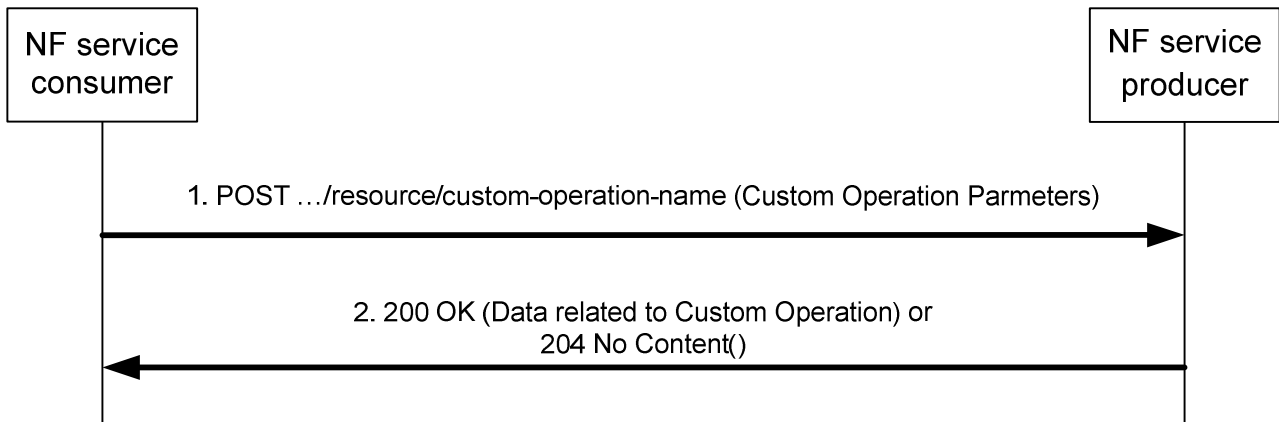 NF service
consumer
NF service
producer
1. POST …/resource/custom-operation-name (Custom Operation Parmeters)
2. 200 OK (Data related to Custom Operation) or
204 No Content()